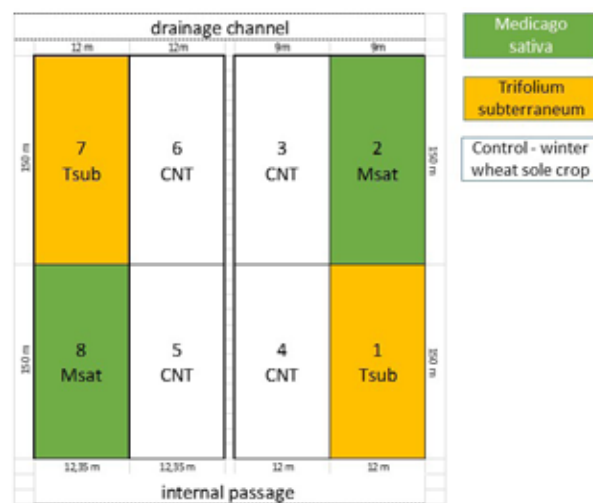 drainage channel
12 m
12m
9m
9m
Medicago
sativa
Trifolium
subterraneum
Control - winter
wheat sole crop
150 m
7
Tsub
6
CNT
3
CNT
2
Msat
150 m
150 m
8
Msat
5
CNT
4
CNT
1
Tsub
150 m
12,35 m
12,35 m
12 m
12 m
internal passage